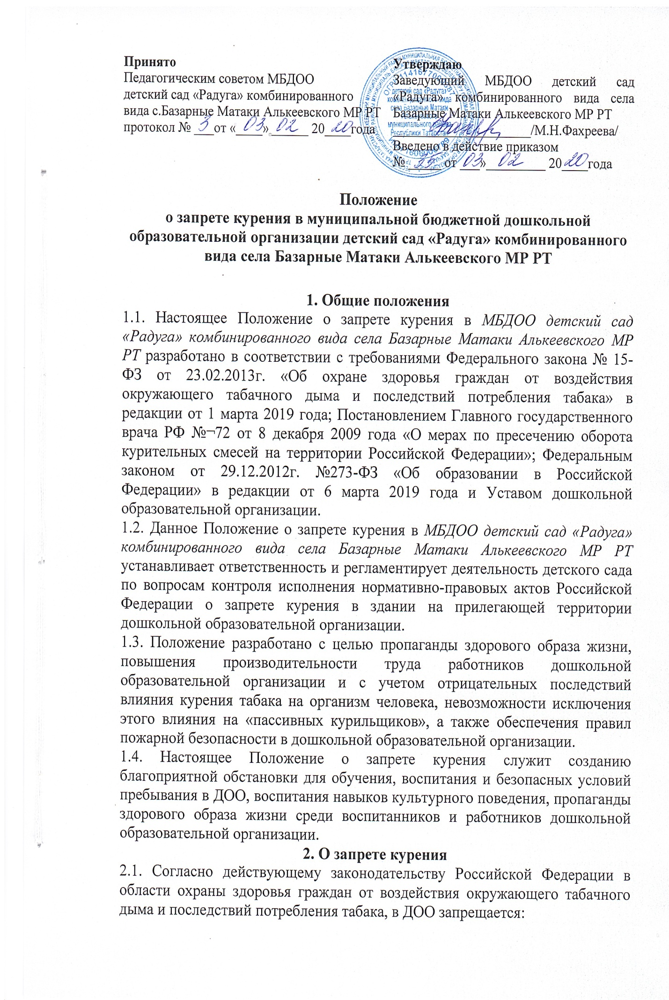 Принято
Педагогическим советом МБДОО
детский сад «Радуга» комбинированного
вида с.Базарные Матаки Алькеевского МР РТ
протокол № 3 от «03» 02 2020года
Утверждаю
Заведующий МБДОО детский сад
«Радуга» комбинированного вида села
Базарные Матаки Алькеевского МР РТ
/М.Н.Фахреева/
Введено в действие приказом
№ 35 от 03» 02 2020года
детский сад «Радуга»
комбинированного вида
села Базарные Матаки
муниципального района
Республики Татарстан
Положение
о запрете курения в муниципальной бюджетной дошкольной
образовательной организации детский сад «Радуга» комбинированного
вида села Базарные Матаки Алькеевского МР РТ
1. Общие положения
1.1. Настоящее Положение о запрете курения в МБДОО детский сад
«Радуга» комбинированного вида села Базарные Матаки Алькеевского МР
РТ разработано в соответствии с требованиями Федерального закона № 15-
ФЗ от 23.02.2013г. «Об охране здоровья граждан от воздействия
окружающего табачного дыма и последствий потребления табака» в
редакции от 1 марта 2019 года; Постановлением Главного государственного
врача РФ №¬72 от 8 декабря 2009 года «О мерах по пресечению оборота
курительных смесей на территории Российской Федерации»; Федеральным
законом от 29.12.2012г. №273-ФЗ «Об образовании в Российской
Федерации» в редакции от 6 марта 2019 года и Уставом дошкольной
образовательной организации.
1.2. Данное Положение о запрете курения в МБДОО детский сад «Радуга»
комбинированного вида села Базарные Матаки Алькеевского МР РТ
устанавливает ответственность и регламентирует деятельность детского сада
по вопросам контроля исполнения нормативно-правовых актов Российской
Федерации о запрете курения в здании на прилегающей территории
дошкольной образовательной организации.
1.3. Положение разработано с целью пропаганды здорового образа жизни,
повышения производительности труда работников дошкольной
образовательной организации и с учетом отрицательных последствий
влияния курения табака на организм человека, невозможности исключения
этого влияния на «пассивных курильщиков», а также обеспечения правил
пожарной безопасности в дошкольной образовательной организации.
1.4. Настоящее Положение о запрете курения служит созданию
благоприятной обстановки для обучения, воспитания и безопасных условий
пребывания в ДОО, воспитания навыков культурного поведения, пропаганды
здорового образа жизни среди воспитанников и работников дошкольной
образовательной организации.
2. О запрете курения
2.1. Согласно действующему законодательству Российской Федерации в
области охраны здоровья граждан от воздействия окружающего табачного
дыма и последствий потребления табака, в ДОО запрещается: